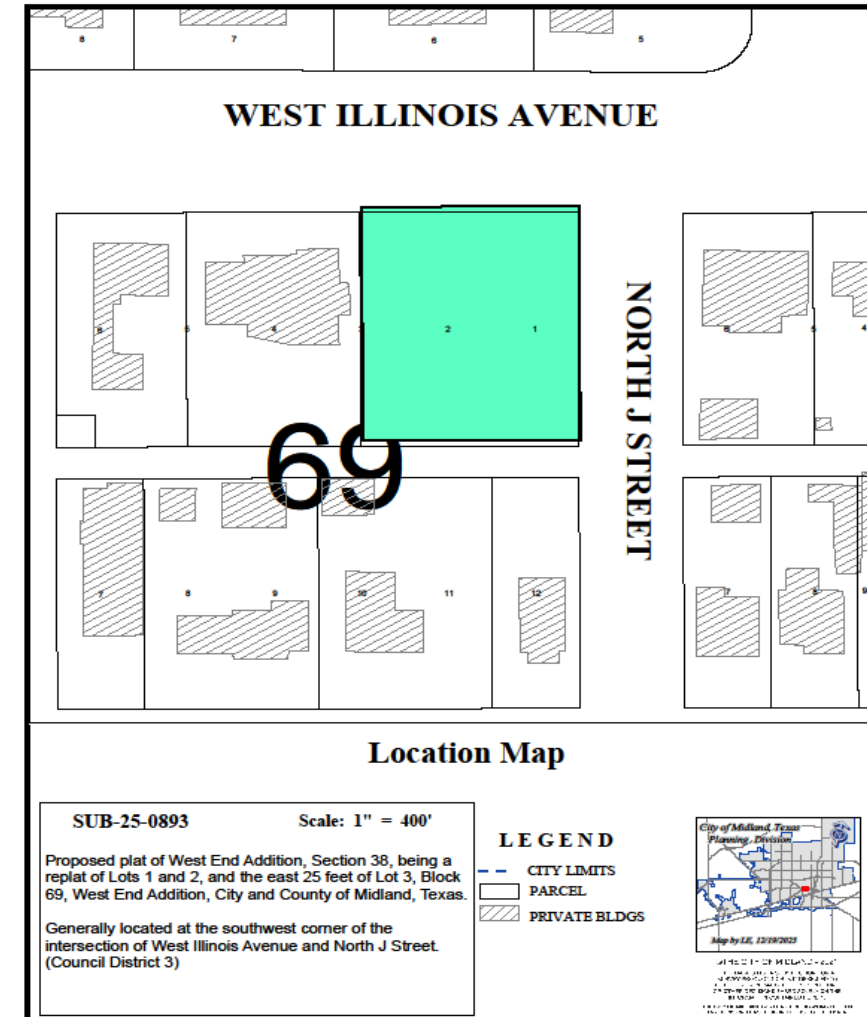 8 7 6 5
WEST ILLINOIS AVENUE
6 5 4 3 2 1 6 5 4
NORTH J STREET
69
7 8 9 10 11 12 7 8 9
Location Map
SUB-25-0893 Scale: 1" = 400'
Proposed plat of West End Addition, Section 38, being a
replat of Lots 1 and 2, and the east 25 feet of Lot 3, Block
69, West End Addition, City and County of Midland, Texas.
Generally located at the southwest corner of the
intersection of West Illinois Avenue and North J Street.
(Council District 3)
LEGEND
CITY LIMITS
PARCEL
PRIVATE BLDGS
City of Midland, Texas
Planning Division
Map by LE, 12/19/2025